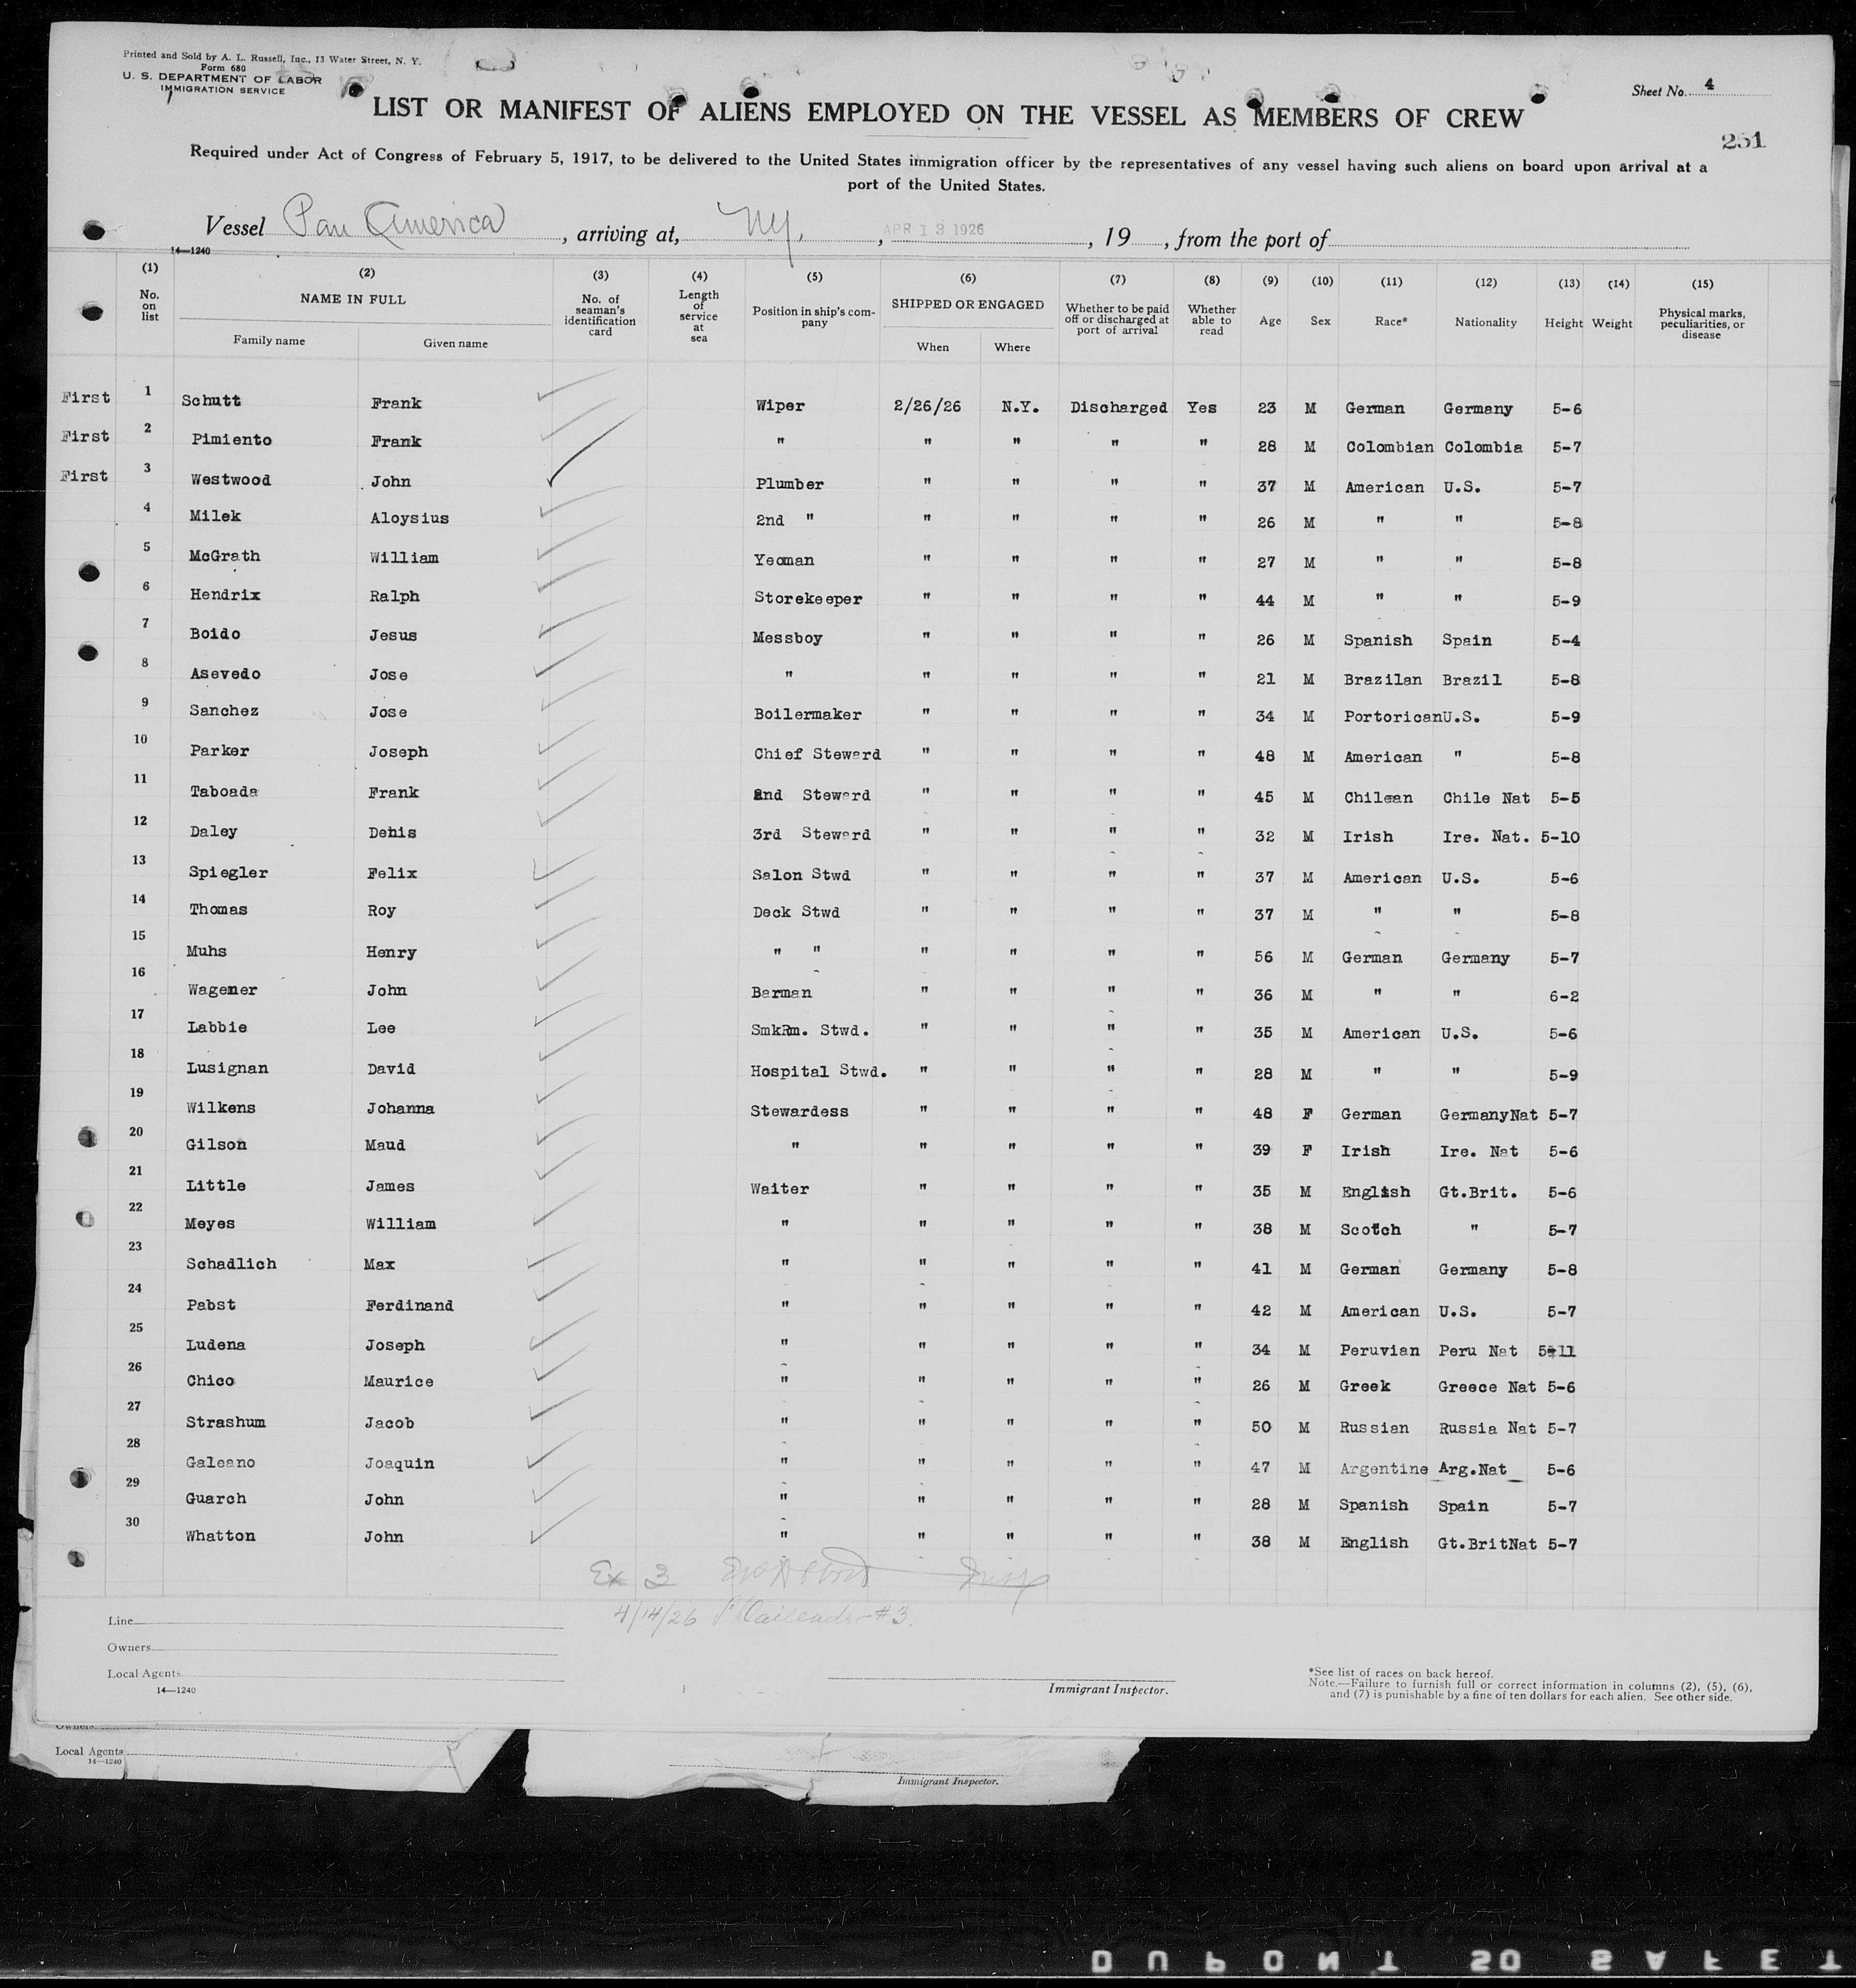 Printed and Sold by A. L. Russell, Inc., 13 Water Street, N. Y.
Form 680
U. S. DEPARTMENT OF LABOR
IMMIGRATION SERVICE
Sheet No. 4
LIST OR MANIFEST OF ALIENS EMPLOYED ON THE VESSEL AS MEMBERS OF CREW
251
Required under Act of Congress of February 5, 1917, to be delivered to the United States immigration officer by the representatives of any vessel having such aliens on board upon arrival at a
port of the United States.
Vessel Pan America, arriving at, N.Y., APR 13 1926, 19 , from the port of
14—1240
(1) (2) (3) (4) (5) (6) (7) (8) (9) (10) (11) (12) (13) (14) (15)
No. on list NAME IN FULL Family name Given name No. of seaman's identification card Length of service at sea Position in ship's company SHIPPED OR ENGAGED When Where Whether to be paid off or discharged at port of arrival Whether able to read Age Sex Race* Nationality Height Weight Physical marks, peculiarities, or disease
First 1 Schutt Frank Wiper 2/26/26 N.Y. Discharged Yes 23 M German Germany 5-6
First 2 Pimiento Frank " " " " " 28 M Colombian Colombia 5-7
First 3 Westwood John Plumber " " " " 37 M American U.S. 5-7
4 Milek Aloysius 2nd " " " " " 26 M " " 5-8
5 McGrath William Yeoman " " " " 27 M " " 5-8
6 Hendrix Ralph Storekeeper " " " " 44 M " " 5-9
7 Boido Jesus Messboy " " " " 26 M Spanish Spain 5-4
8 Asevedo Jose " " " " " 21 M Brazilan Brazil 5-8
9 Sanchez Jose Boilermaker " " " " 34 M Portorican U.S. 5-9
10 Parker Joseph Chief Steward " " " " 48 M American " 5-8
11 Taboada Frank 2nd Steward " " " " 45 M Chilean Chile Nat 5-5
12 Daley Denis 3rd Steward " " " " 32 M Irish Ire. Nat. 5-10
13 Spiegler Felix Salon Stwd " " " " 37 M American U.S. 5-6
14 Thomas Roy Deck Stwd " " " " 37 M " " 5-8
15 Muhs Henry " " " " " " 56 M German Germany 5-7
16 Wagener John Barman " " " " 36 M " " 6-2
17 Labbie Lee SmkRm. Stwd. " " " " 35 M American U.S. 5-6
18 Lusignan David Hospital Stwd. " " " " 28 M " " 5-9
19 Wilkens Johanna Stewardess " " " " 48 F German GermanyNat 5-7
20 Gilson Maud " " " " " 39 F Irish Ire. Nat 5-6
21 Little James Waiter " " " " 35 M English Gt.Brit. 5-6
22 Meyes William " " " " " 38 M Scotch " 5-7
23 Schadlich Max " " " " " 41 M German Germany 5-8
24 Pabst Ferdinand " " " " " 42 M American U.S. 5-7
25 Ludena Joseph " " " " " 34 M Peruvian Peru Nat 5-11
26 Chico Maurice " " " " " 26 M Greek Greece Nat 5-6
27 Strashum Jacob " " " " " 50 M Russian Russia Nat 5-7
28 Galeano Joaquin " " " " " 47 M Argentine Arg.Nat 5-6
29 Guarch John " " " " " 28 M Spanish Spain 5-7
30 Whatton John " " " " " 38 M English Gt.BritNat 5-7
Ex 3
4/14/26 #3.
Line
Owners
Local Agents
14—1240
Immigrant Inspector.
*See list of races on back hereof.
Note.—Failure to furnish full or correct information in columns (2), (5), (6),
and (7) is punishable by a fine of ten dollars for each alien. See other side.
Owners
Local Agents
14—1240
Immigrant Inspector.
DUPONT SO SAFET